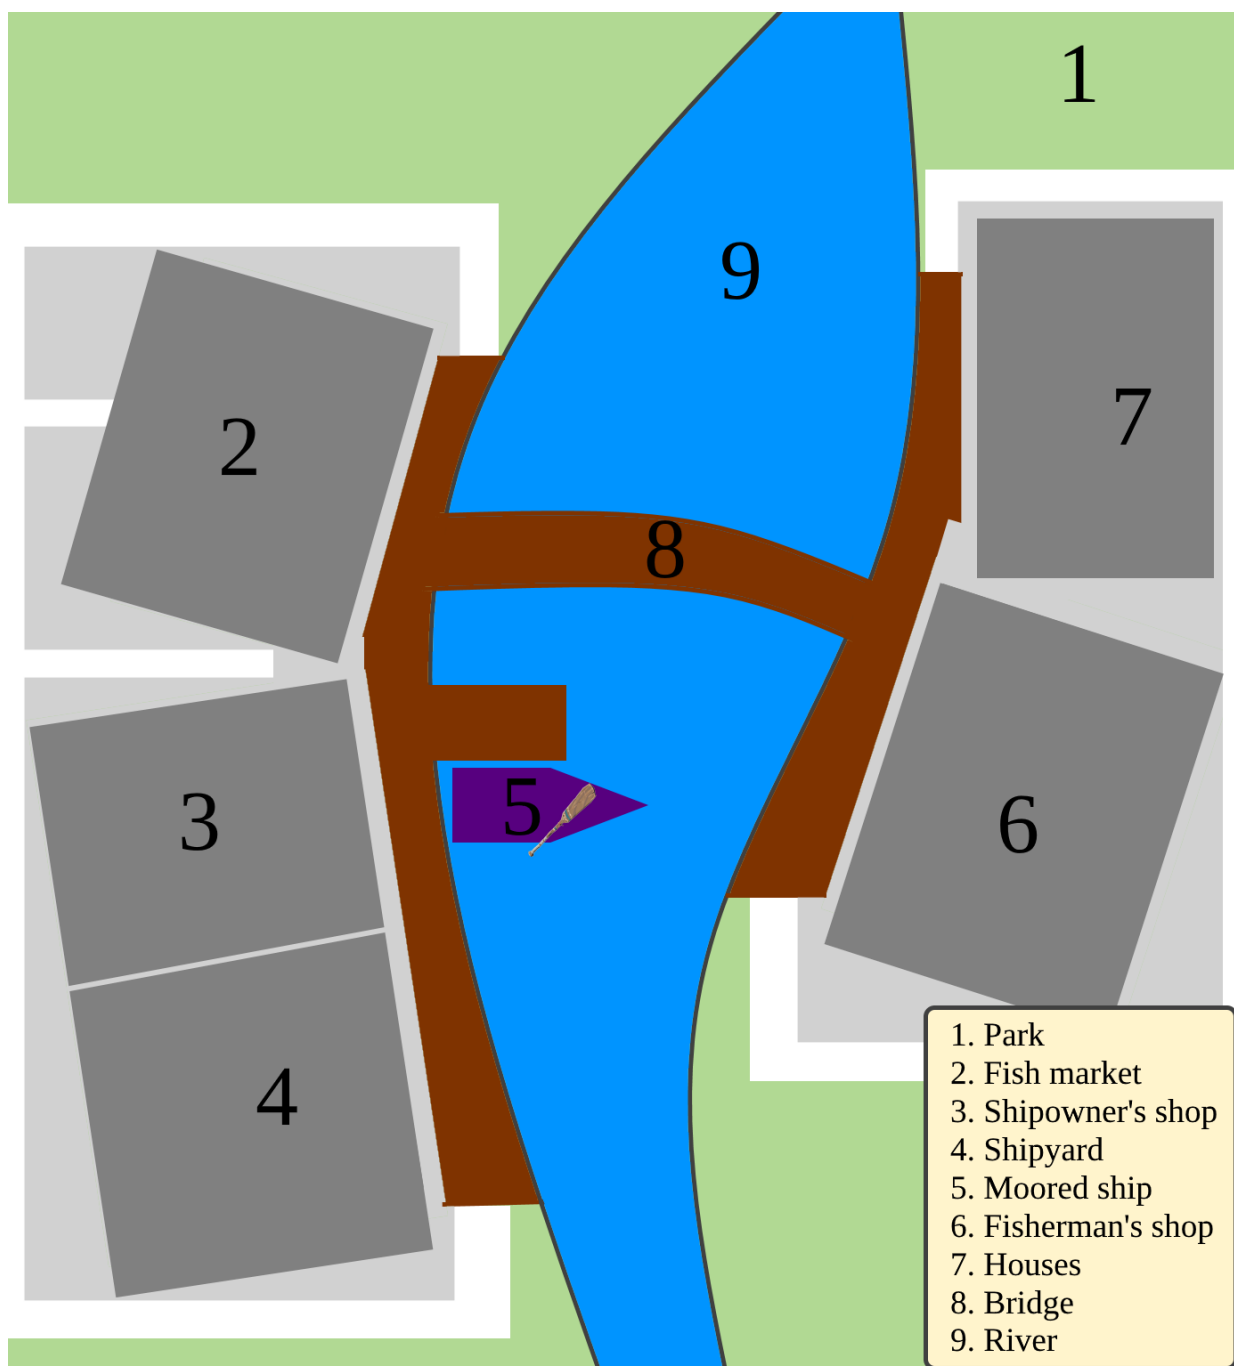 1
9
7
2
8
5
3
6
4
1. Park
2. Fish market
3. Shipowner's shop
4. Shipyard
5. Moored ship
6. Fisherman's shop
7. Houses
8. Bridge
9. River